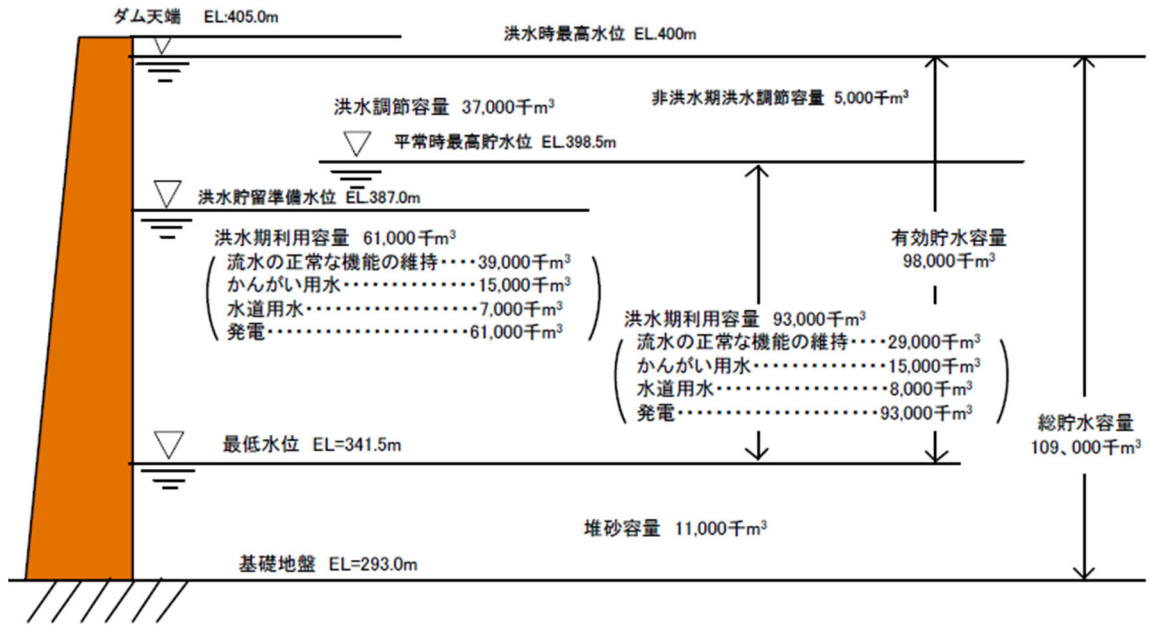 ダム天端 EL:405.0m
洪水時最高水位 EL.400m
洪水調節容量 37,000千m³
非洪水期洪水調節容量 5,000千m³
平常時最高貯水位 EL.398.5m
洪水貯留準備水位 EL.387.0m
洪水期利用容量 61,000千m³
流水の正常な機能の維持････39,000千m³
かんがい用水･･････････････15,000千m³
水道用水･･････････････････7,000千m³
発電･････････････････････61,000千m³
有効貯水容量
98,000千m³
洪水期利用容量 93,000千m³
流水の正常な機能の維持････29,000千m³
かんがい用水･･････････････15,000千m³
水道用水･･････････････････8,000千m³
発電･････････････････････93,000千m³
総貯水容量
109、000千m³
最低水位 EL=341.5m
堆砂容量 11,000千m³
基礎地盤 EL=293.0m